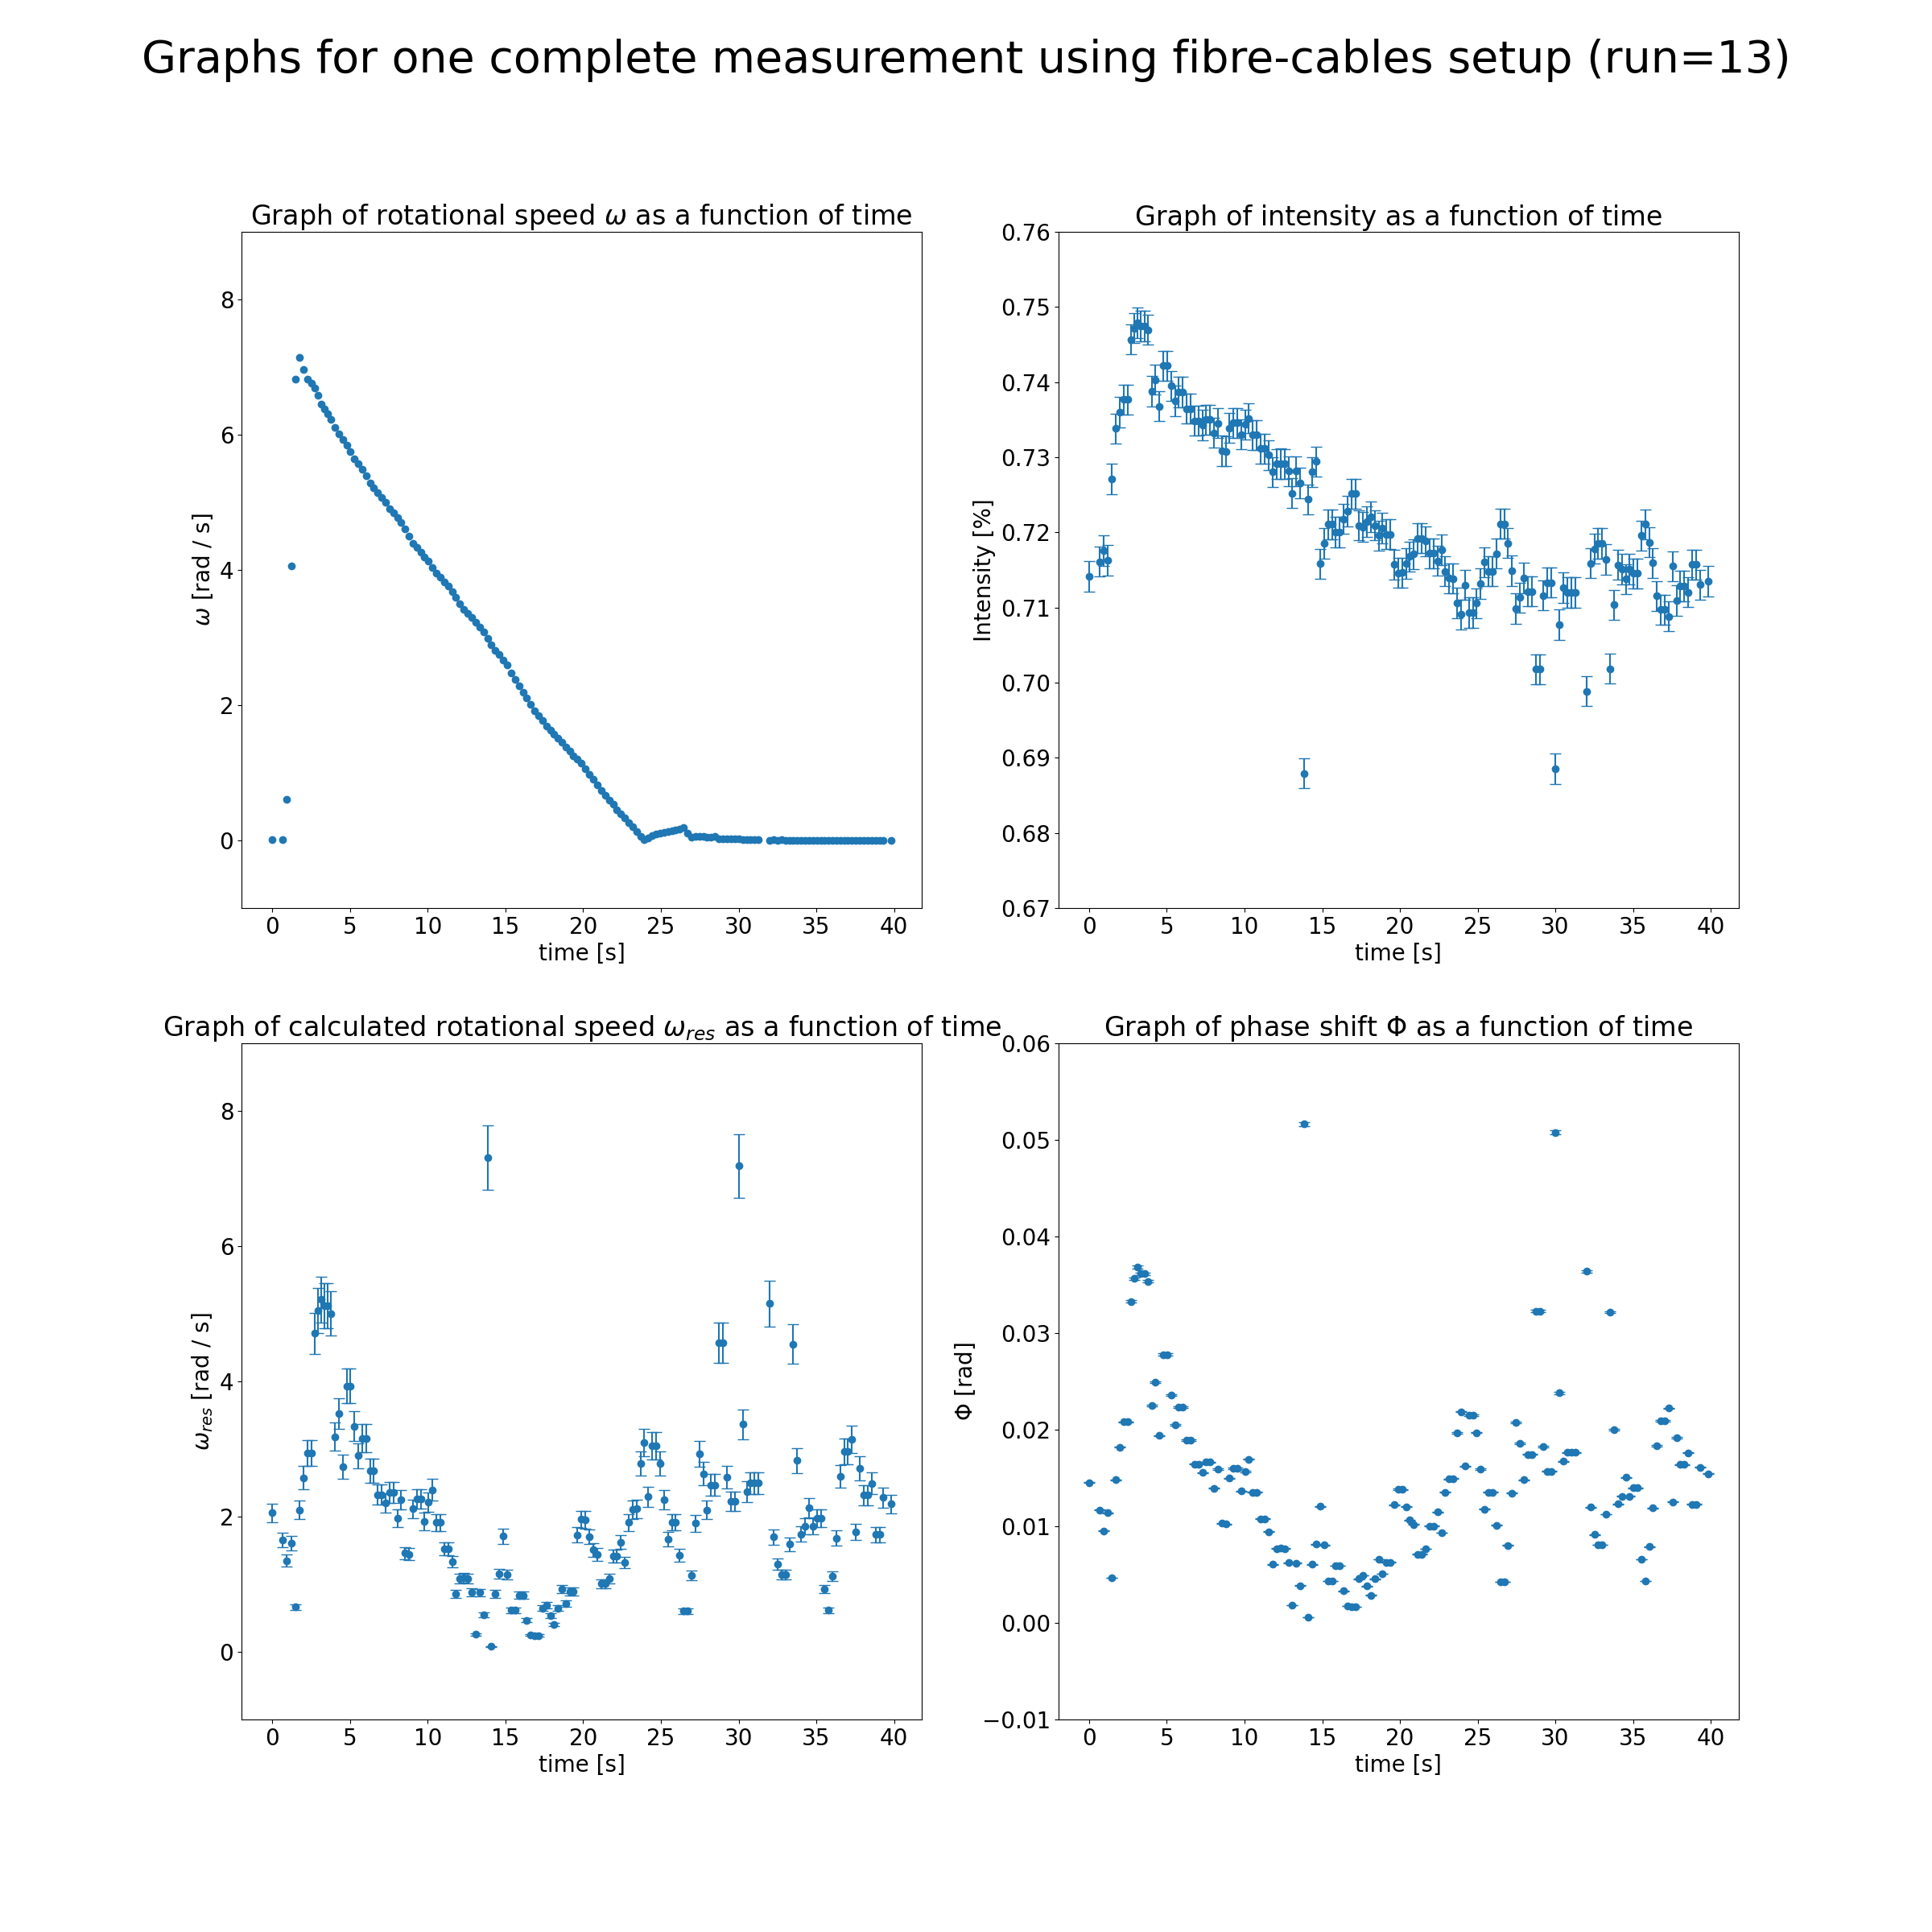 Graphs for one complete measurement using fibre-cables setup (run=13)
Graph of rotational speed ω as a function of time
8
6
4
2
0
ω [rad / s]
0 5 10 15 20 25 30 35 40
time [s]
Graph of intensity as a function of time
0.76
0.75
0.74
0.73
0.72
0.71
0.70
0.69
0.68
0.67
Intensity [%]
0 5 10 15 20 25 30 35 40
time [s]
Graph of calculated rotational speed ω_res as a function of time
8
6
4
2
0
ω_res [rad / s]
0 5 10 15 20 25 30 35 40
time [s]
Graph of phase shift Φ as a function of time
0.06
0.05
0.04
0.03
0.02
0.01
0.00
−0.01
Φ [rad]
0 5 10 15 20 25 30 35 40
time [s]